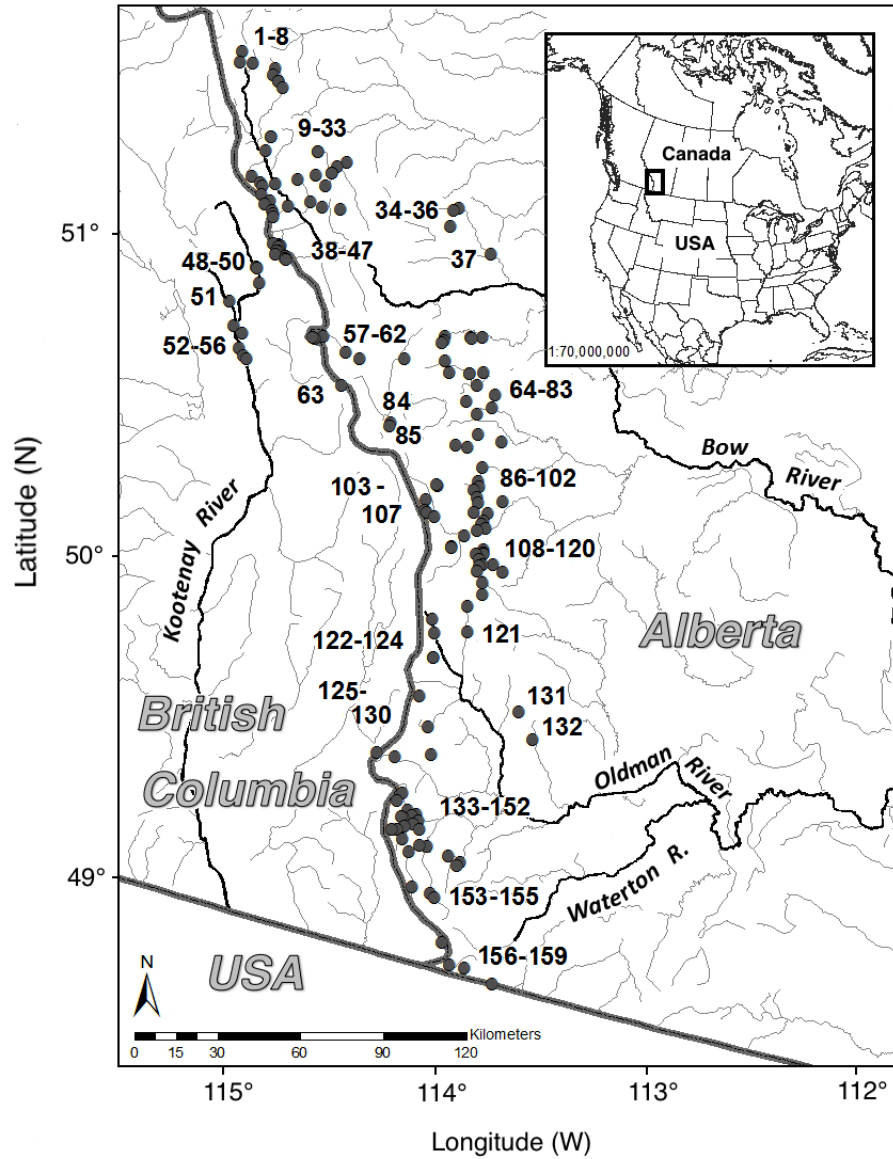 1-8
9-33
Canada
USA
1:70,000,000
34-36
51°
38-47
37
48-50
51
57-62
52-56
63
84
64-83
85
Bow
River
86-102
103 -
107
Latitude (N)
Kootenay River
50°
108-120
122-124
121
Alberta
125-
130
131
132
British
Columbia
Oldman
River
133-152
49°
Waterton R.
153-155
156-159
USA
N
Kilometers
0 15 30 60 90 120
115° 114° 113° 112°
Longitude (W)